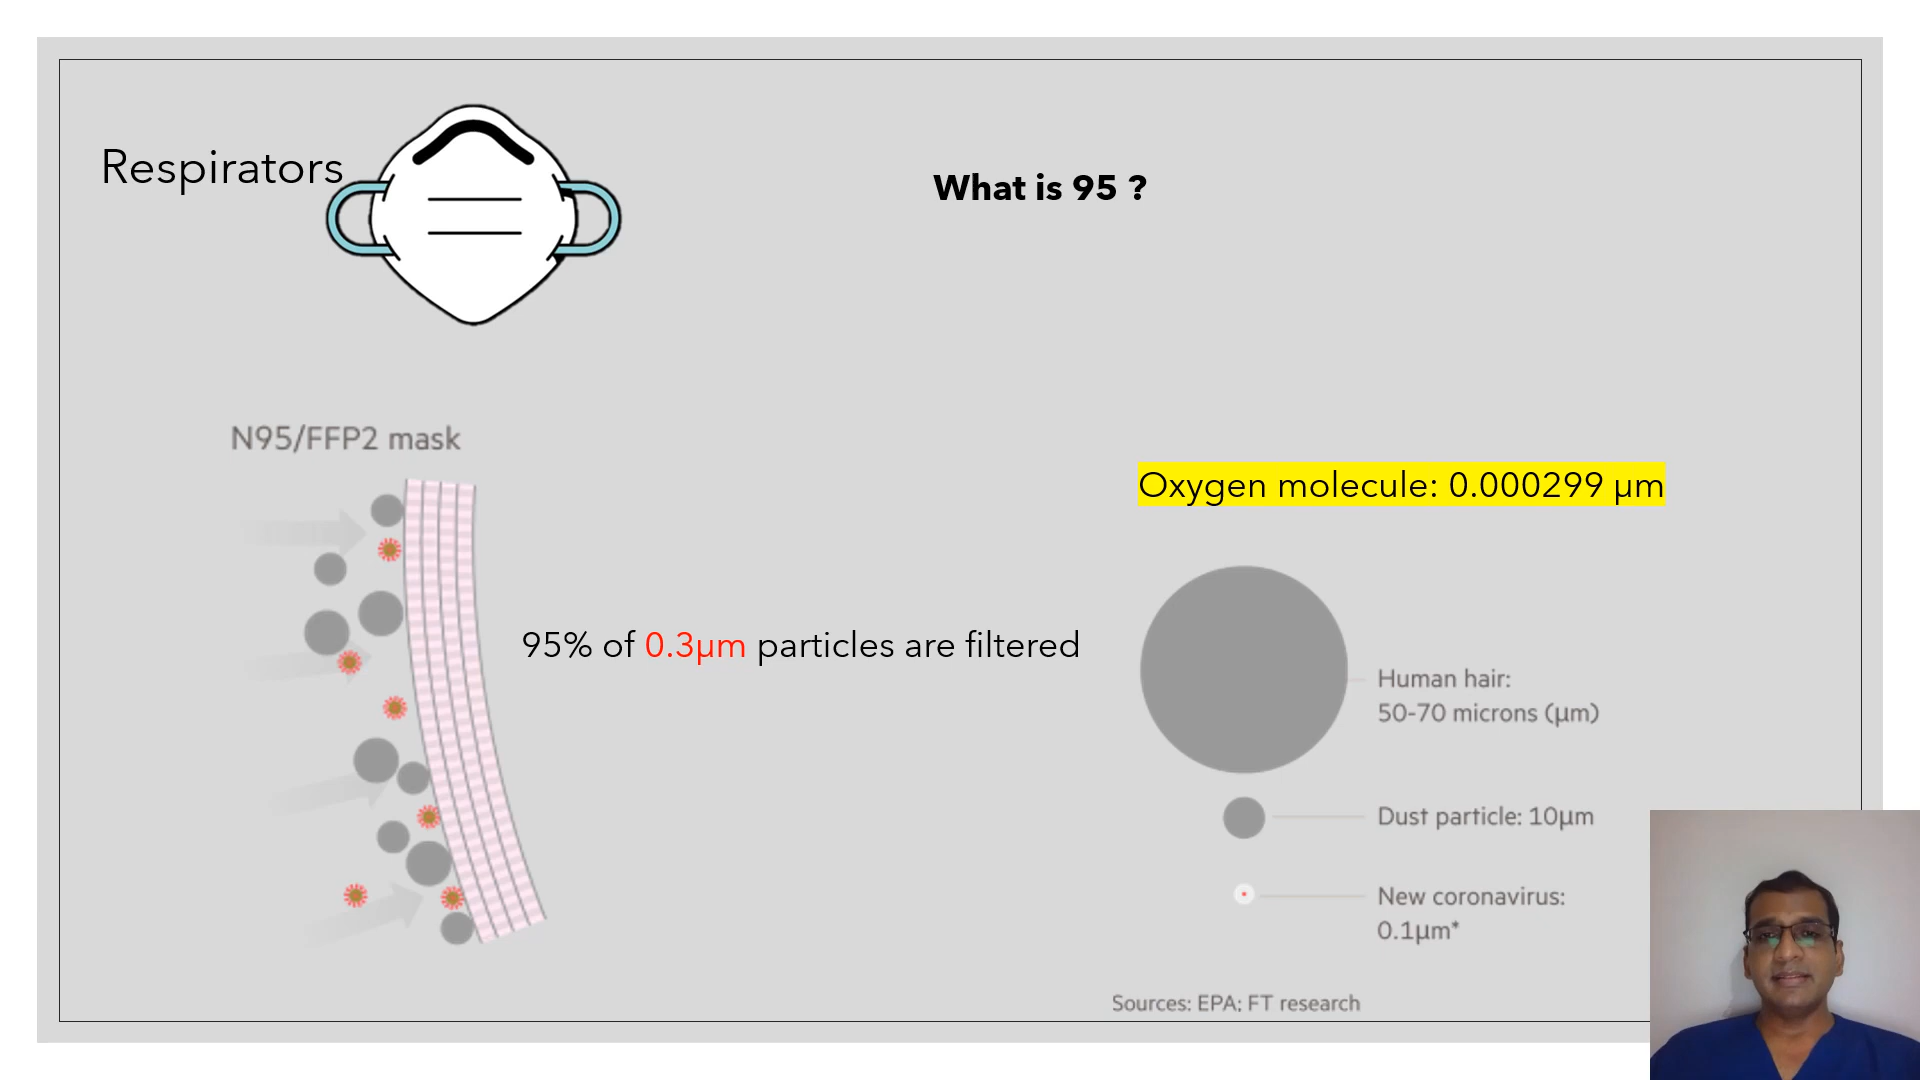 Respirators
What is 95 ?
N95/FFP2 mask
Oxygen molecule: 0.000299 µm
95% of 0.3µm particles are filtered
Human hair:
50-70 microns (µm)
Dust particle: 10µm
New coronavirus:
0.1µm*
Sources: EPA; FT research